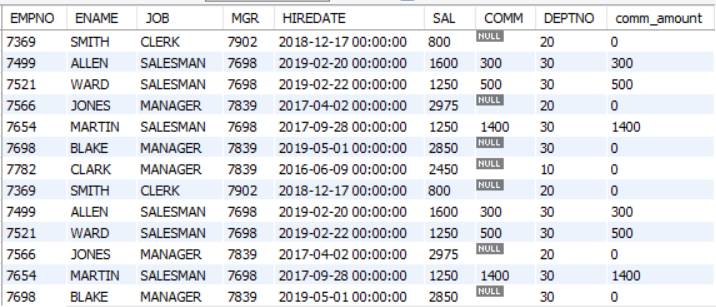 EMPNO ENAME JOB MGR HIREDATE SAL COMM DEPTNO comm_amount
7369 SMITH CLERK 7902 2018-12-17 00:00:00 800 NULL 20 0
7499 ALLEN SALESMAN 7698 2019-02-20 00:00:00 1600 300 30 300
7521 WARD SALESMAN 7698 2019-02-22 00:00:00 1250 500 30 500
7566 JONES MANAGER 7839 2017-04-02 00:00:00 2975 NULL 20 0
7654 MARTIN SALESMAN 7698 2017-09-28 00:00:00 1250 1400 30 1400
7698 BLAKE MANAGER 7839 2019-05-01 00:00:00 2850 NULL 30 0
7782 CLARK MANAGER 7839 2016-06-09 00:00:00 2450 NULL 10 0
7369 SMITH CLERK 7902 2018-12-17 00:00:00 800 NULL 20 0
7499 ALLEN SALESMAN 7698 2019-02-20 00:00:00 1600 300 30 300
7521 WARD SALESMAN 7698 2019-02-22 00:00:00 1250 500 30 500
7566 JONES MANAGER 7839 2017-04-02 00:00:00 2975 NULL 20 0
7654 MARTIN SALESMAN 7698 2017-09-28 00:00:00 1250 1400 30 1400
7698 BLAKE MANAGER 7839 2019-05-01 00:00:00 2850 NULL 30 0